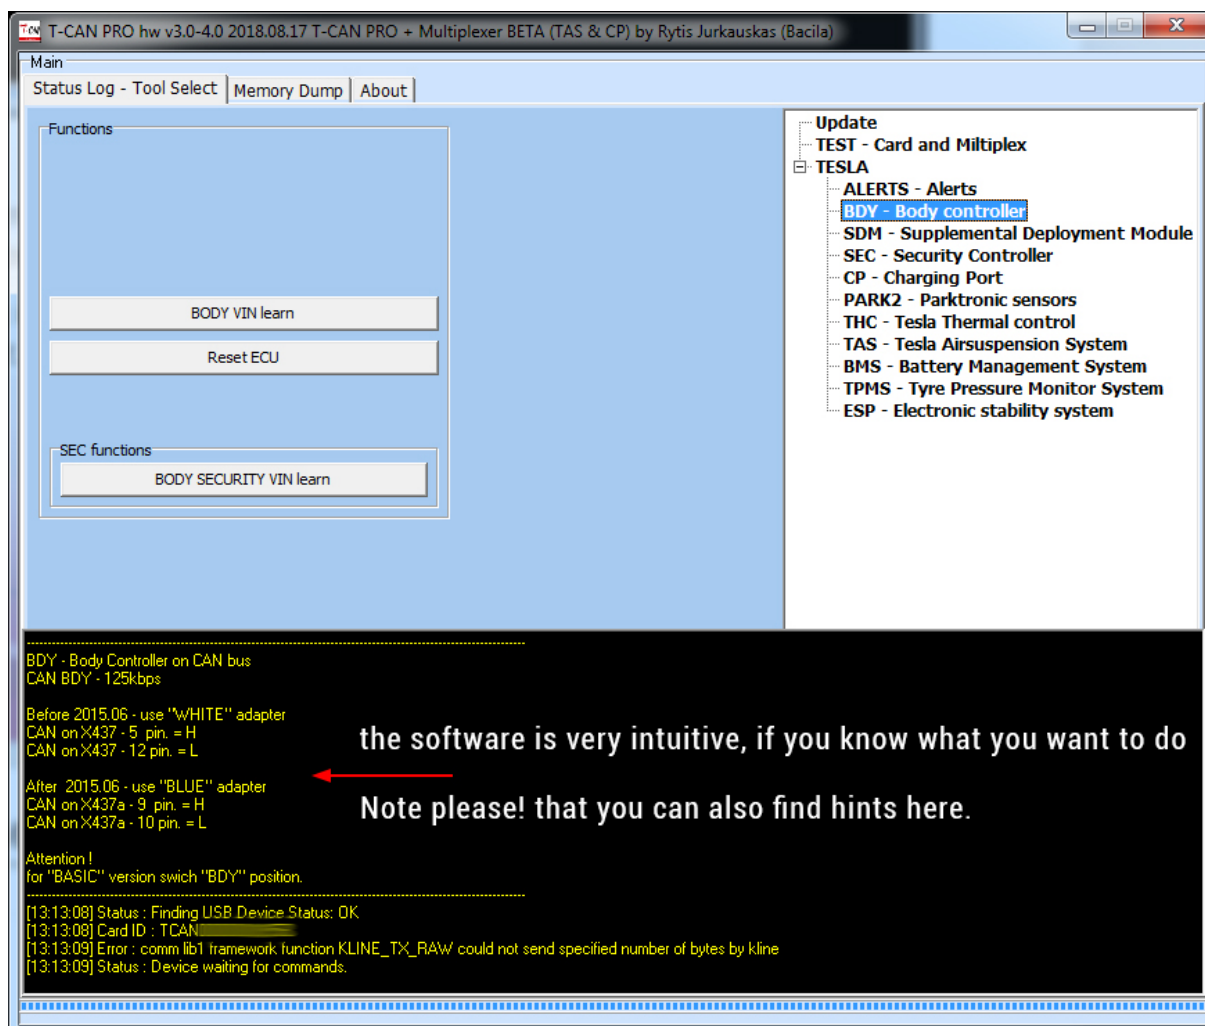 T-CAN PRO hw v3.0-4.0 2018.08.17 T-CAN PRO + Multiplexer BETA (TAS & CP) by Rytis Jurkauskas (Bacila)
Main
Status Log - Tool Select
Memory Dump
About
Functions
BODY VIN learn
Reset ECU
SEC functions
BODY SECURITY VIN learn
Update
TEST - Card and Miltiplex
TESLA
ALERTS - Alerts
BDY - Body controller
SDM - Supplemental Deployment Module
SEC - Security Controller
CP - Charging Port
PARK2 - Parktronic sensors
THC - Tesla Thermal control
TAS - Tesla Airsuspension System
BMS - Battery Management System
TPMS - Tyre Pressure Monitor System
ESP - Electronic stability system
BDY - Body Controller on CAN bus
CAN BDY - 125kbps
Before 2015.06 - use "WHITE" adapter
CAN on X437 - 5 pin. = H
CAN on X437 - 12 pin. = L
After 2015.06 - use "BLUE" adapter
CAN on X437a - 9 pin. = H
CAN on X437a - 10 pin. = L
Attention !
for "BASIC" version swich "BDY" position.
the software is very intuitive, if you know what you want to do
Note please! that you can also find hints here.
[13:13:08] Status : Finding USB Device Status: OK
[13:13:08] Card ID : TCAN
[13:13:09] Error : comm lib1 framework function KLINE_TX_RAW could not send specified number of bytes by kline
[13:13:09] Status : Device waiting for commands.